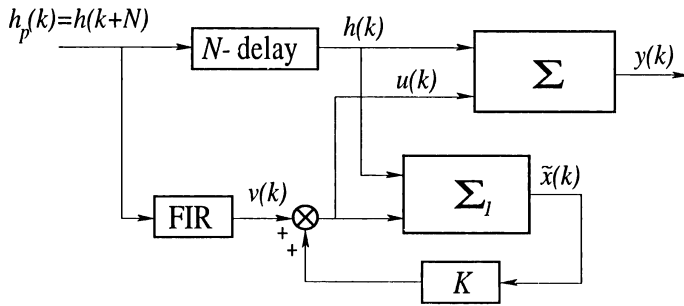 h_p(k)=h(k+N)
N- delay
h(k)
Σ
y(k)
u(k)
FIR
v(k)
+
+
Σ_1
x̃(k)
K